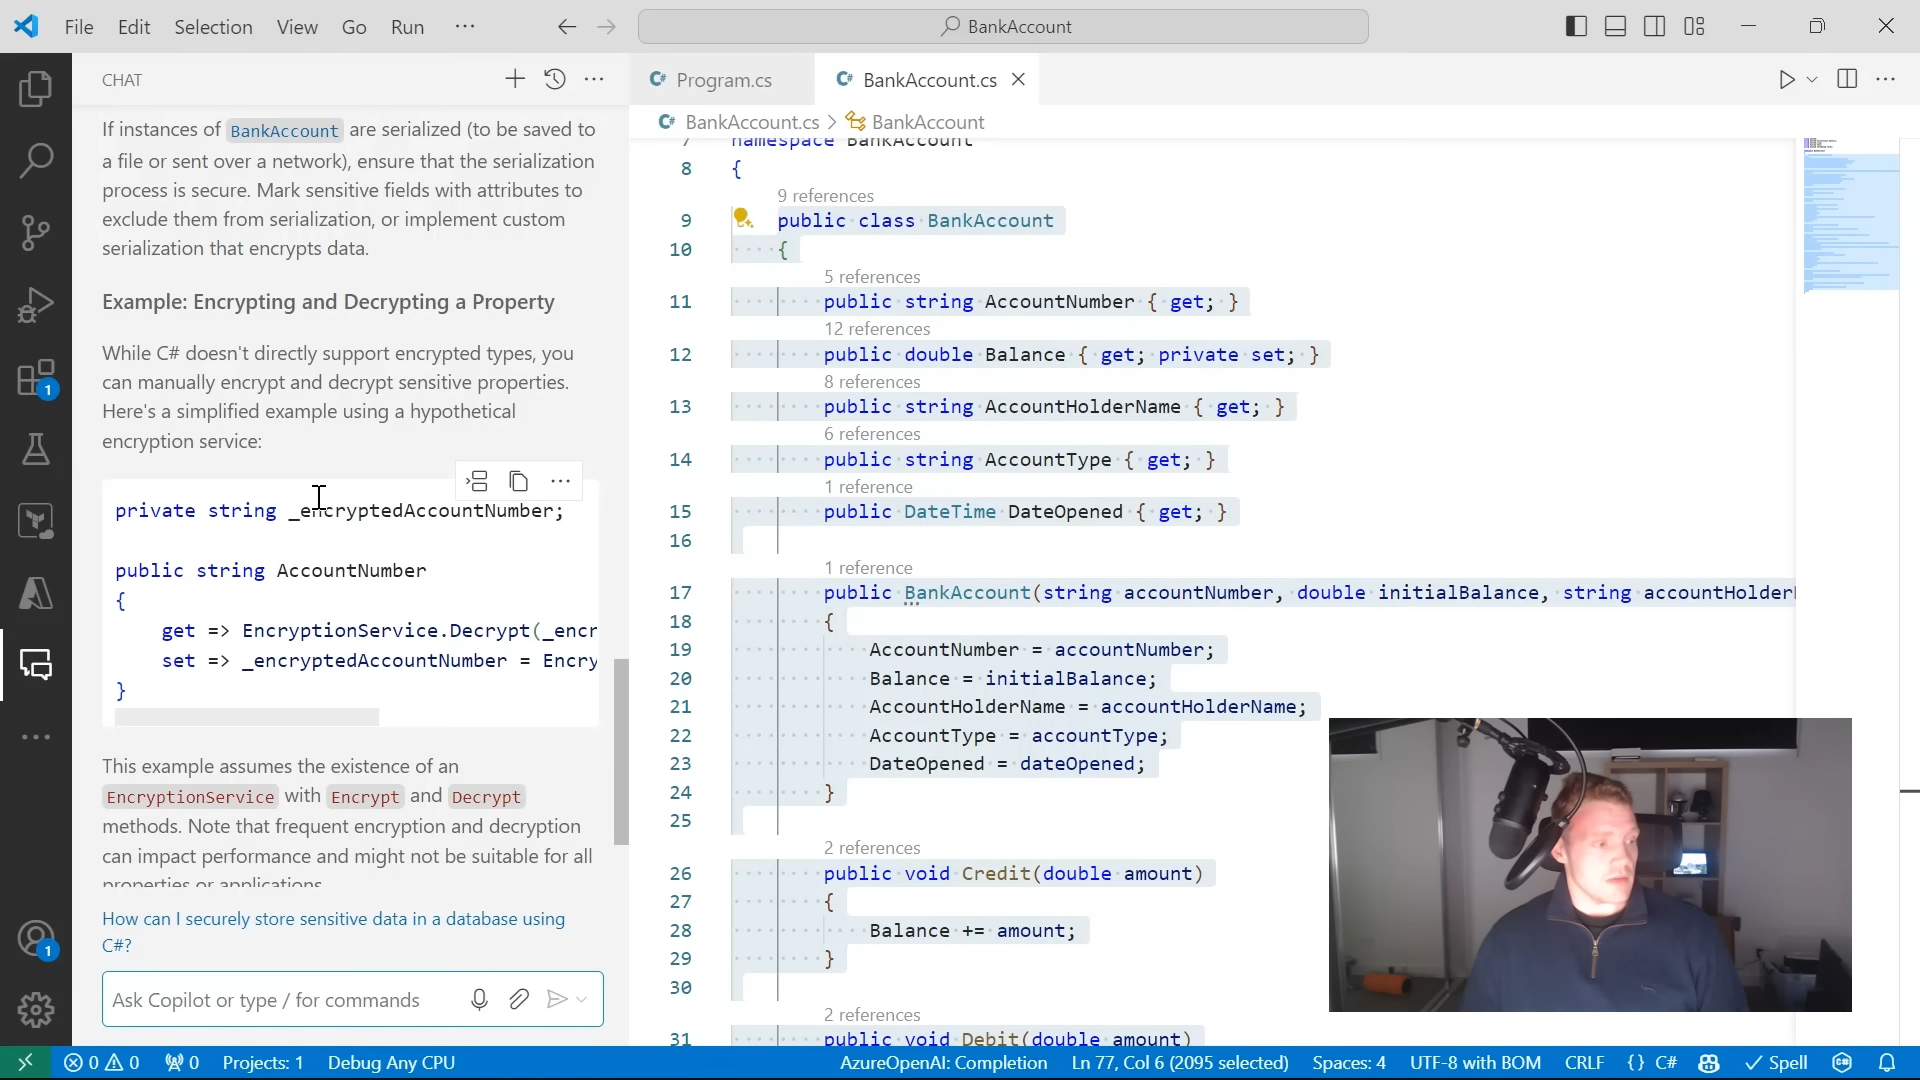 File Edit Selection View Go Run ···
BankAccount
CHAT
If instances of BankAccount are serialized (to be saved to
a file or sent over a network), ensure that the serialization
process is secure. Mark sensitive fields with attributes to
exclude them from serialization, or implement custom
serialization that encrypts data.
Example: Encrypting and Decrypting a Property
While C# doesn't directly support encrypted types, you
can manually encrypt and decrypt sensitive properties.
Here's a simplified example using a hypothetical
encryption service:
private string _encryptedAccountNumber;
public string AccountNumber
{
get => EncryptionService.Decrypt(_encr
set => _encryptedAccountNumber = Encry
}
This example assumes the existence of an
EncryptionService with Encrypt and Decrypt
methods. Note that frequent encryption and decryption
can impact performance and might not be suitable for all
properties or applications
How can I securely store sensitive data in a database using
C#?
Ask Copilot or type / for commands
1
1
C# Program.cs
C# BankAccount.cs
C# BankAccount.cs > BankAccount
7 namespace BankAccount
8 {
9 references
9 public class BankAccount
10 {
5 references
11 public string AccountNumber { get; }
12 references
12 public double Balance { get; private set; }
8 references
13 public string AccountHolderName { get; }
6 references
14 public string AccountType { get; }
1 reference
15 public DateTime DateOpened { get; }
16
1 reference
17 public BankAccount(string accountNumber, double initialBalance, string accountHolder
18 {
19 AccountNumber = accountNumber;
20 Balance = initialBalance;
21 AccountHolderName = accountHolderName;
22 AccountType = accountType;
23 DateOpened = dateOpened;
24 }
25
2 references
26 public void Credit(double amount)
27 {
28 Balance += amount;
29 }
30
2 references
31 public void Debit(double amount)
0 0 0 Projects: 1 Debug Any CPU AzureOpenAI: Completion Ln 77, Col 6 (2095 selected) Spaces: 4 UTF-8 with BOM CRLF {} C# Spell